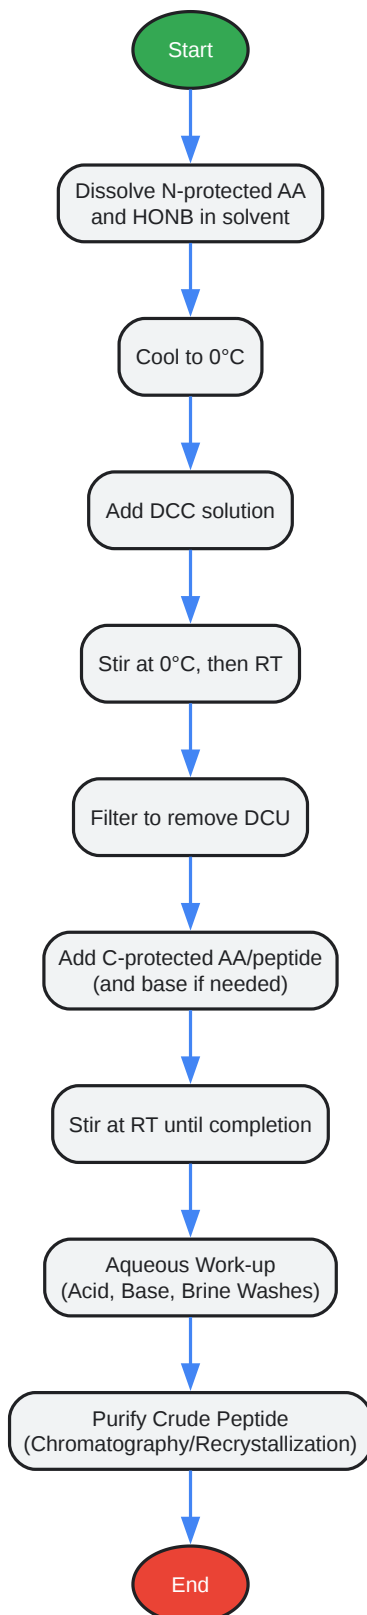 Start
Dissolve N-protected AA
and HONB in solvent
Cool to 0°C
Add DCC solution
Stir at 0°C, then RT
Filter to remove DCU
Add C-protected AA/peptide
(and base if needed)
Stir at RT until completion
Aqueous Work-up
(Acid, Base, Brine Washes)
Purify Crude Peptide
(Chromatography/Recrystallization)
End